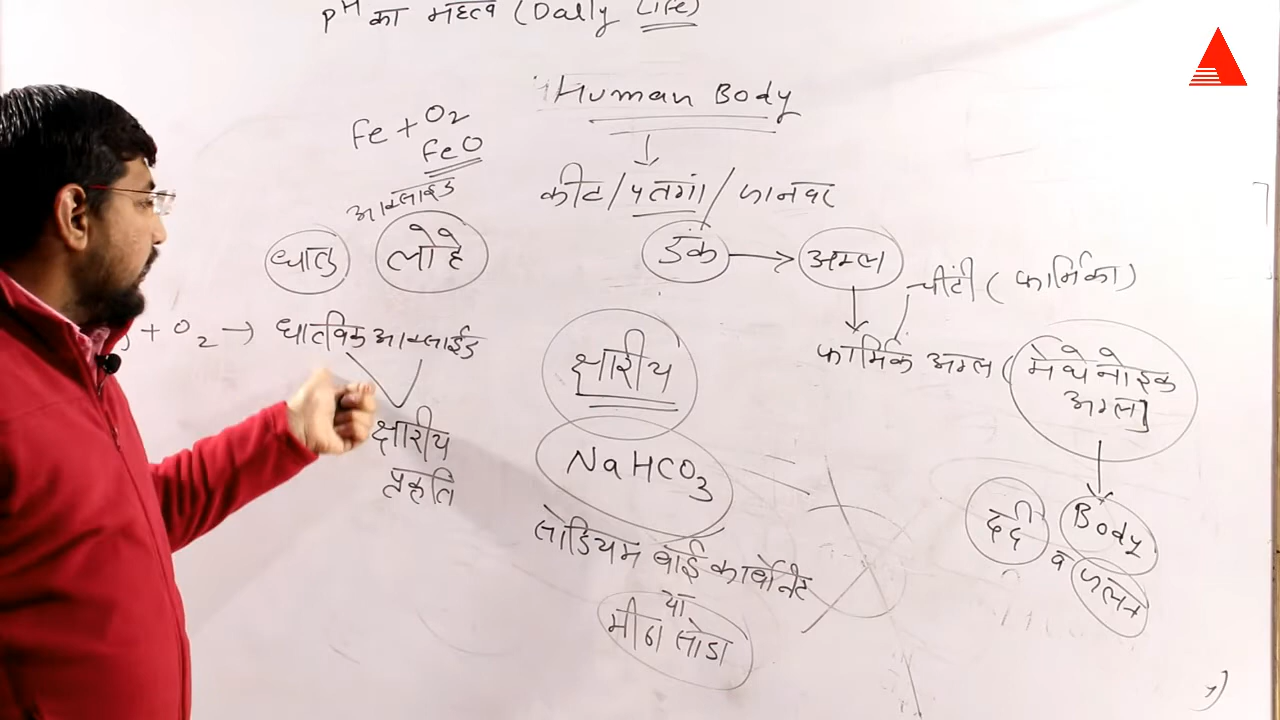 pH का महत्व (Daily Life)
Human Body
Fe + O2
FeO
आक्साइड
कीट/पतगां/जानवर
धातु लोहे
डंक → अम्ल
चींटी (फार्मिका)
+ O2 → धात्विक आक्साईड
क्षारीय
प्रकृति
क्षारीय
फार्मिक अम्ल (मेथेनोइक
अम्ल]
NaHCO3
सोडियम बाई कार्बोनेट
या
मीठा सोडा
Body
दर्द व जलन